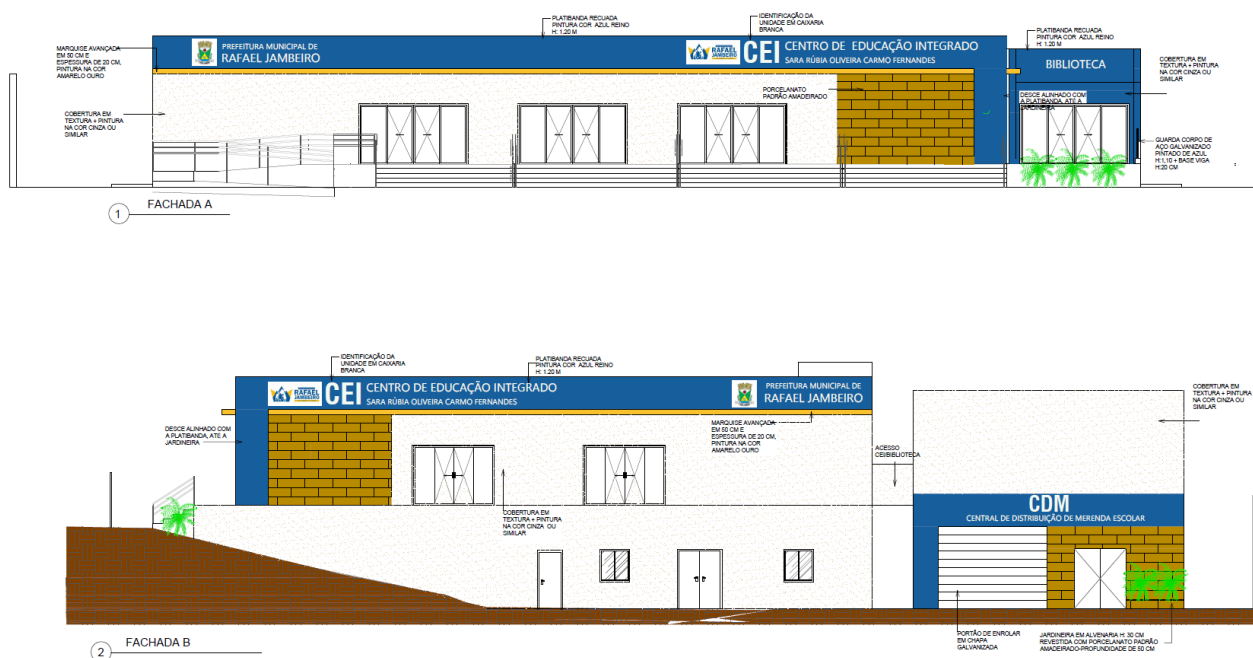 PLATIBANDA RECUADA
PINTURA COR AZUL REINO
H: 1.20 M
IDENTIFICAÇÃO DA
UNIDADE EM CAIXARIA
BRANCA
PLATIBANDA RECUADA
PINTURA COR AZUL REINO
H: 1.20 M
MARQUISE AVANÇADA
EM 50 CM E
ESPESSURA DE 20 CM,
PINTURA NA COR
AMARELO OURO
PREFEITURA MUNICIPAL DE
RAFAEL JAMBEIRO
RAFAEL
JAMBEIRO
CEI
CENTRO DE EDUCAÇÃO INTEGRADO
SARA RÚBIA OLIVEIRA CARMO FERNANDES
BIBLIOTECA
COBERTURA EM
TEXTURA + PINTURA
NA COR CINZA OU
SIMILAR
PORCELANATO
PADRÃO AMADEIRADO
DESCE ALINHADO COM
A PLATIBANDA, ATÉ A
JARDINEIRA
COBERTURA EM
TEXTURA + PINTURA
NA COR CINZA OU
SIMILAR
GUARDA CORPO DE
AÇO GALVANIZADO
PINTADO DE AZUL
H:1,10 + BASE VIGA
H:20 CM
1
FACHADA A
IDENTIFICAÇÃO DA
UNIDADE EM CAIXARIA
BRANCA
PLATIBANDA RECUADA
PINTURA COR AZUL REINO
H: 1.20 M
RAFAEL
JAMBEIRO
CEI
CENTRO DE EDUCAÇÃO INTEGRADO
SARA RÚBIA OLIVEIRA CARMO FERNANDES
PREFEITURA MUNICIPAL DE
RAFAEL JAMBEIRO
COBERTURA EM
TEXTURA + PINTURA
NA COR CINZA OU
SIMILAR
DESCE ALINHADO COM
A PLATIBANDA, ATÉ A
JARDINEIRA
MARQUISE AVANÇADA
EM 50 CM E
ESPESSURA DE 20 CM,
PINTURA NA COR
AMARELO OURO
ACESSO
CEI/BIBLIOTECA
COBERTURA EM
TEXTURA + PINTURA
NA COR CINZA OU
SIMILAR
CDM
CENTRAL DE DISTRIBUIÇÃO DE MERENDA ESCOLAR
PORTÃO DE ENROLAR
EM CHAPA
GALVANIZADA
JARDINEIRA EM ALVENARIA H: 30 CM
REVESTIDA COM PORCELANATO PADRÃO
AMADEIRADO-PROFUNDIDADE DE 50 CM
2
FACHADA B